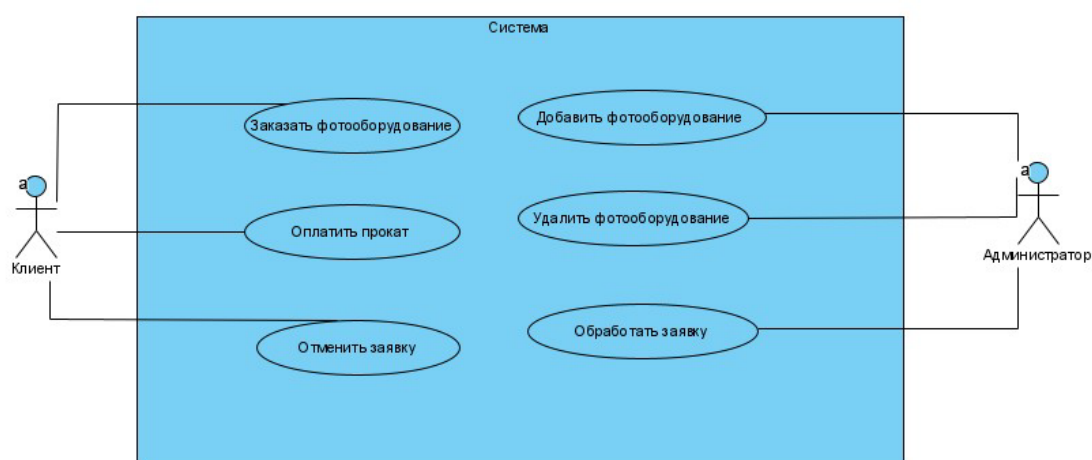 Система
Заказать фотооборудование
Добавить фотооборудование
a
a
Оплатить прокат
Удалить фотооборудование
Клиент
Администратор
Отменить заявку
Обработать заявку